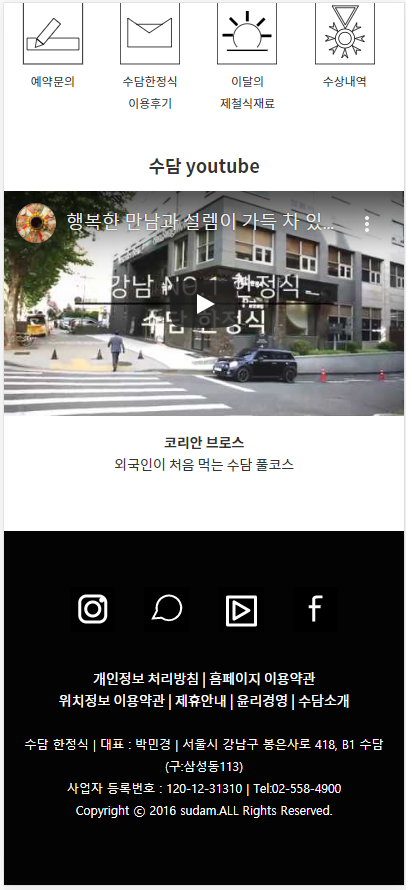 예약문의
수담한정식
이용후기
이달의
제철식재료
수상내역
수담 youtube
행복한 만남과 설렘이 가득 차 있...
강남 NO.1 한정식
수담 한정식
코리안 브로스
외국인이 처음 먹는 수담 풀코스
개인정보 처리방침 | 홈페이지 이용약관
위치정보 이용약관 | 제휴안내 | 윤리경영 | 수담소개
수담 한정식 | 대표 : 박민경 | 서울시 강남구 봉은사로 418, B1 수담
(구:삼성동113)
사업자 등록번호 : 120-12-31310 | Tel:02-558-4900
Copyright ⓒ 2016 sudam.ALL Rights Reserved.